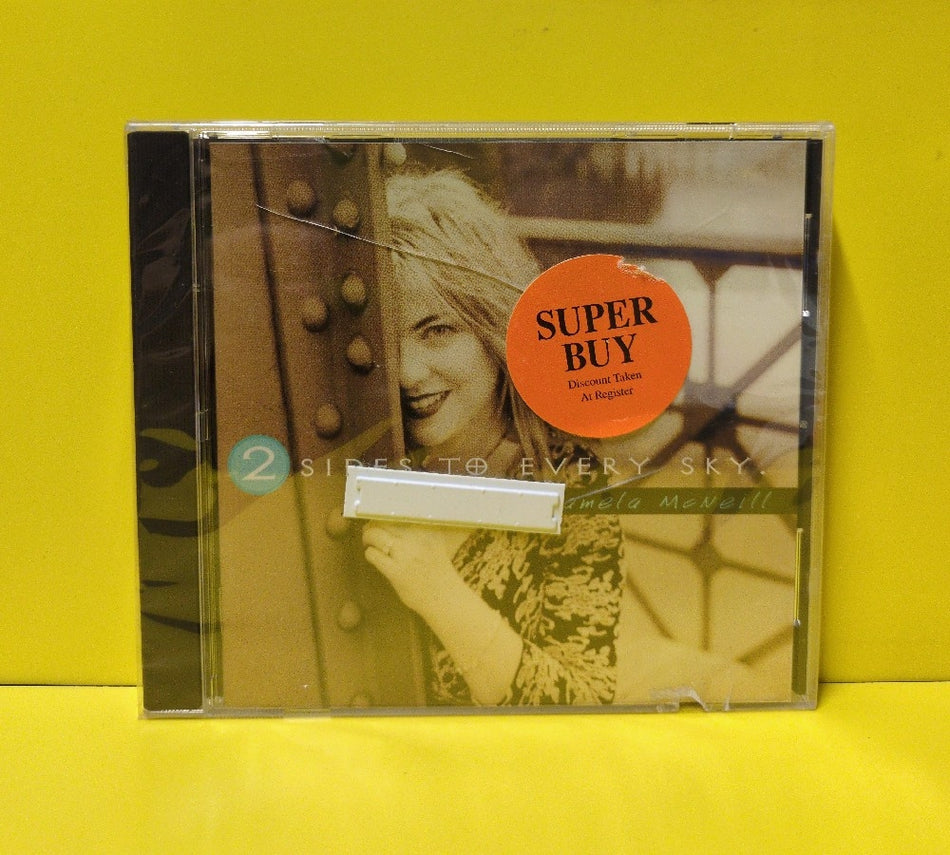 SUPER
BUY
Discount Taken
At Register
2 SIDES TO EVERY SKY.
amela McNeill